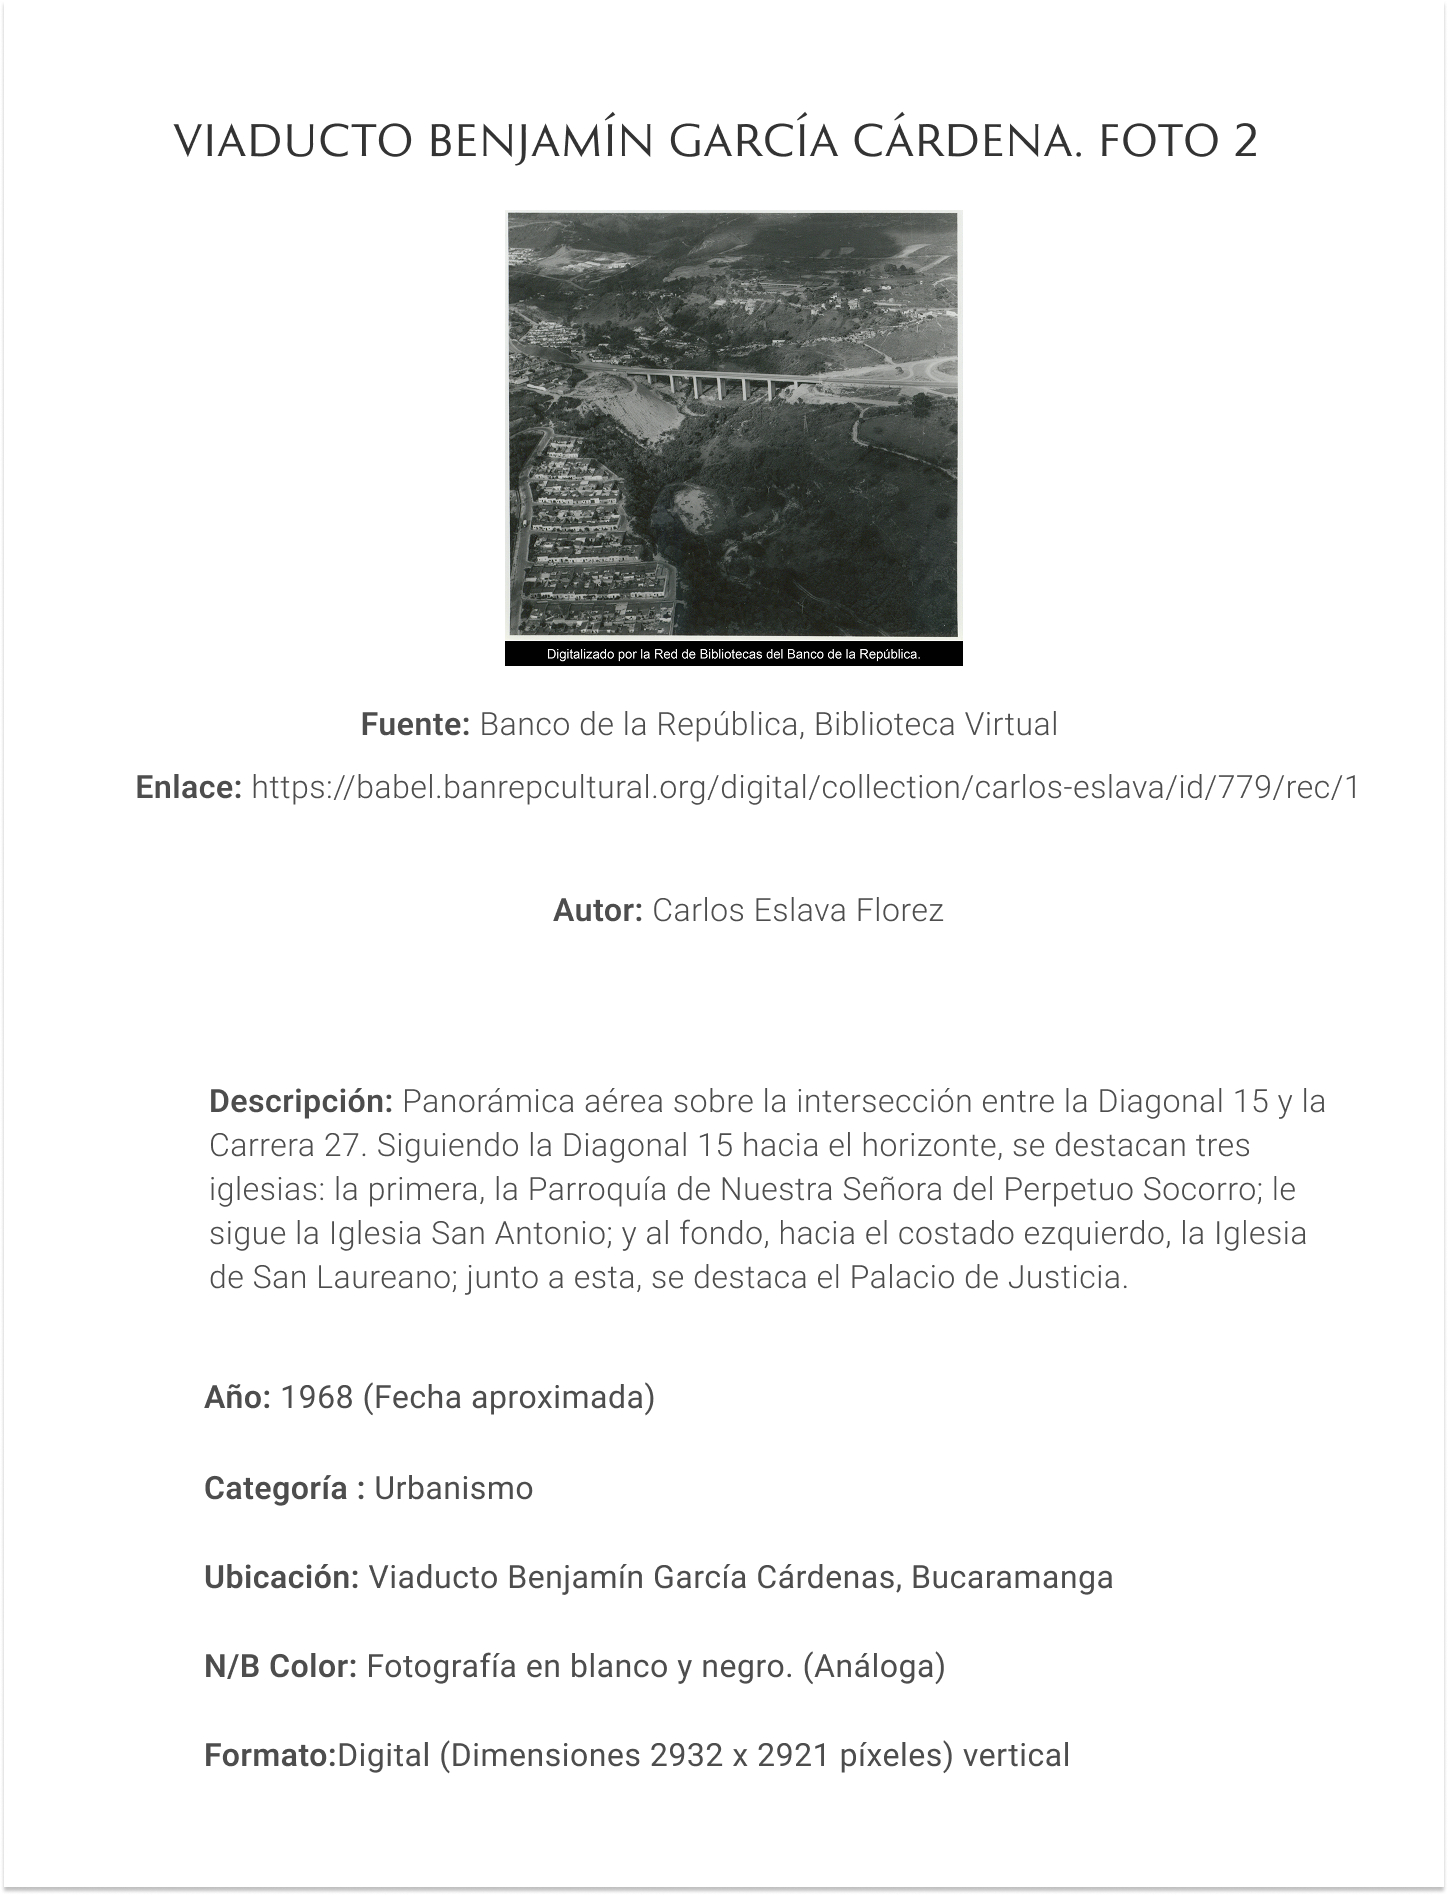 VIADUCTO BENJAMÍN GARCÍA CÁRDENA. FOTO 2
Digitalizado por la Red de Bibliotecas del Banco de la República.
Fuente: Banco de la República, Biblioteca Virtual
Enlace: https://babel.banrepcultural.org/digital/collection/carlos-eslava/id/779/rec/1
Autor: Carlos Eslava Florez
Descripción: Panorámica aérea sobre la intersección entre la Diagonal 15 y la
Carrera 27. Siguiendo la Diagonal 15 hacia el horizonte, se destacan tres
iglesias: la primera, la Parroquía de Nuestra Señora del Perpetuo Socorro; le
sigue la Iglesia San Antonio; y al fondo, hacia el costado ezquierdo, la Iglesia
de San Laureano; junto a esta, se destaca el Palacio de Justicia.
Año: 1968 (Fecha aproximada)
Categoría : Urbanismo
Ubicación: Viaducto Benjamín García Cárdenas, Bucaramanga
N/B Color: Fotografía en blanco y negro. (Análoga)
Formato:Digital (Dimensiones 2932 x 2921 píxeles) vertical